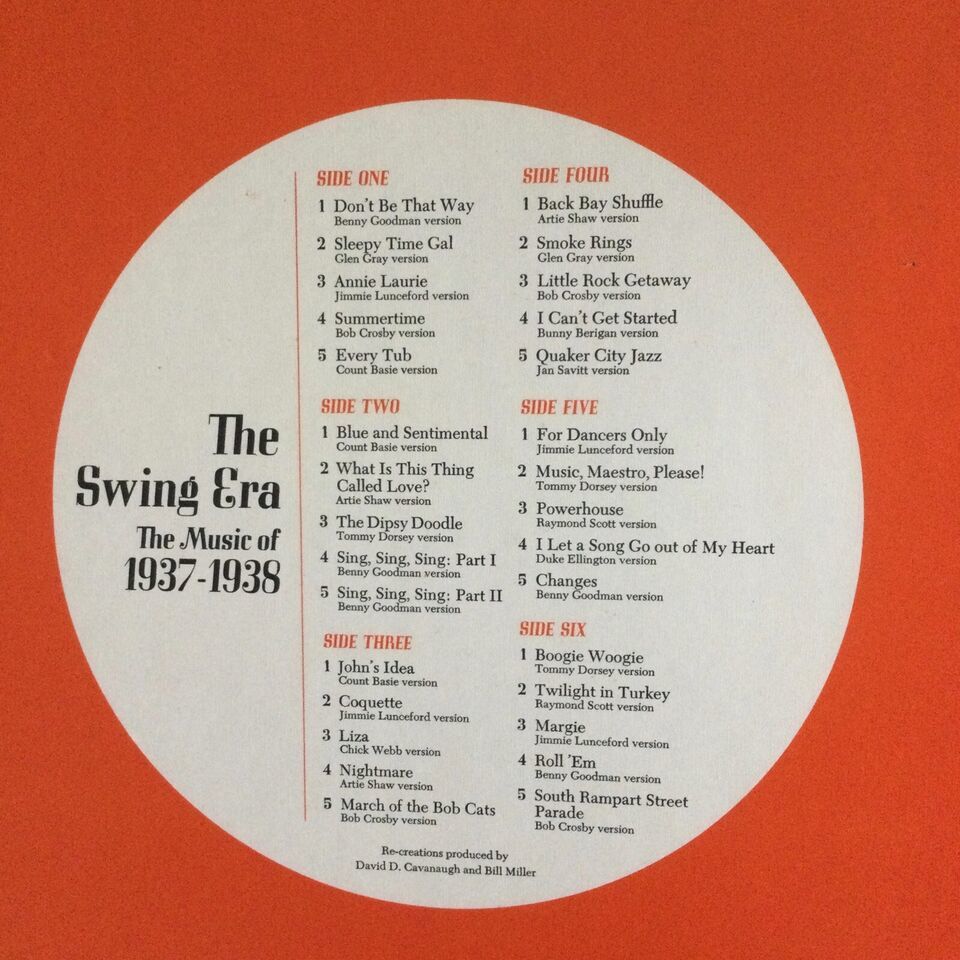 The
Swing Era
The Music of
1937-1938
SIDE ONE
1 Don't Be That Way
Benny Goodman version
2 Sleepy Time Gal
Glen Gray version
3 Annie Laurie
Jimmie Lunceford version
4 Summertime
Bob Crosby version
5 Every Tub
Count Basie version
SIDE TWO
1 Blue and Sentimental
Count Basie version
2 What Is This Thing
Called Love?
Artie Shaw version
3 The Dipsy Doodle
Tommy Dorsey version
4 Sing, Sing, Sing: Part I
Benny Goodman version
5 Sing, Sing, Sing: Part II
Benny Goodman version
SIDE THREE
1 John's Idea
Count Basie version
2 Coquette
Jimmie Lunceford version
3 Liza
Chick Webb version
4 Nightmare
Artie Shaw version
5 March of the Bob Cats
Bob Crosby version
SIDE FOUR
1 Back Bay Shuffle
Artie Shaw version
2 Smoke Rings
Glen Gray version
3 Little Rock Getaway
Bob Crosby version
4 I Can't Get Started
Bunny Berigan version
5 Quaker City Jazz
Jan Savitt version
SIDE FIVE
1 For Dancers Only
Jimmie Lunceford version
2 Music, Maestro, Please!
Tommy Dorsey version
3 Powerhouse
Raymond Scott version
4 I Let a Song Go out of My Heart
Duke Ellington version
5 Changes
Benny Goodman version
SIDE SIX
1 Boogie Woogie
Tommy Dorsey version
2 Twilight in Turkey
Raymond Scott version
3 Margie
Jimmie Lunceford version
4 Roll 'Em
Benny Goodman version
5 South Rampart Street
Parade
Bob Crosby version
Re-creations produced by
David D. Cavanaugh and Bill Miller